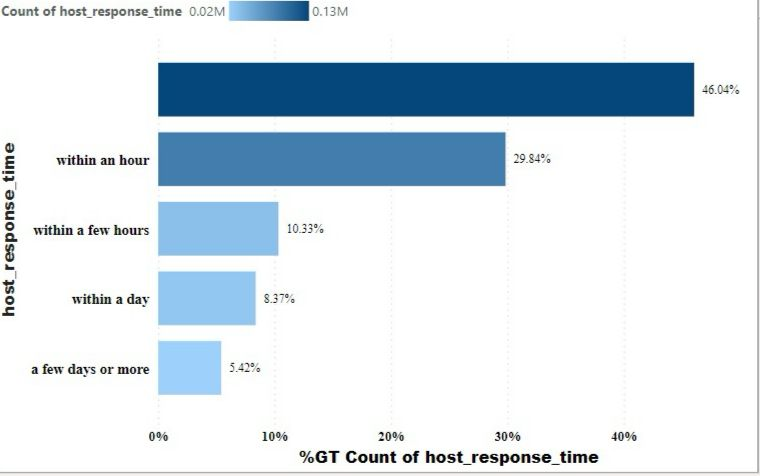 Count of host_response_time 0.02M 0.13M
46.04%
within an hour 29.84%
within a few hours 10.33%
within a day 8.37%
a few days or more 5.42%
host_response_time
0% 10% 20% 30% 40%
%GT Count of host_response_time